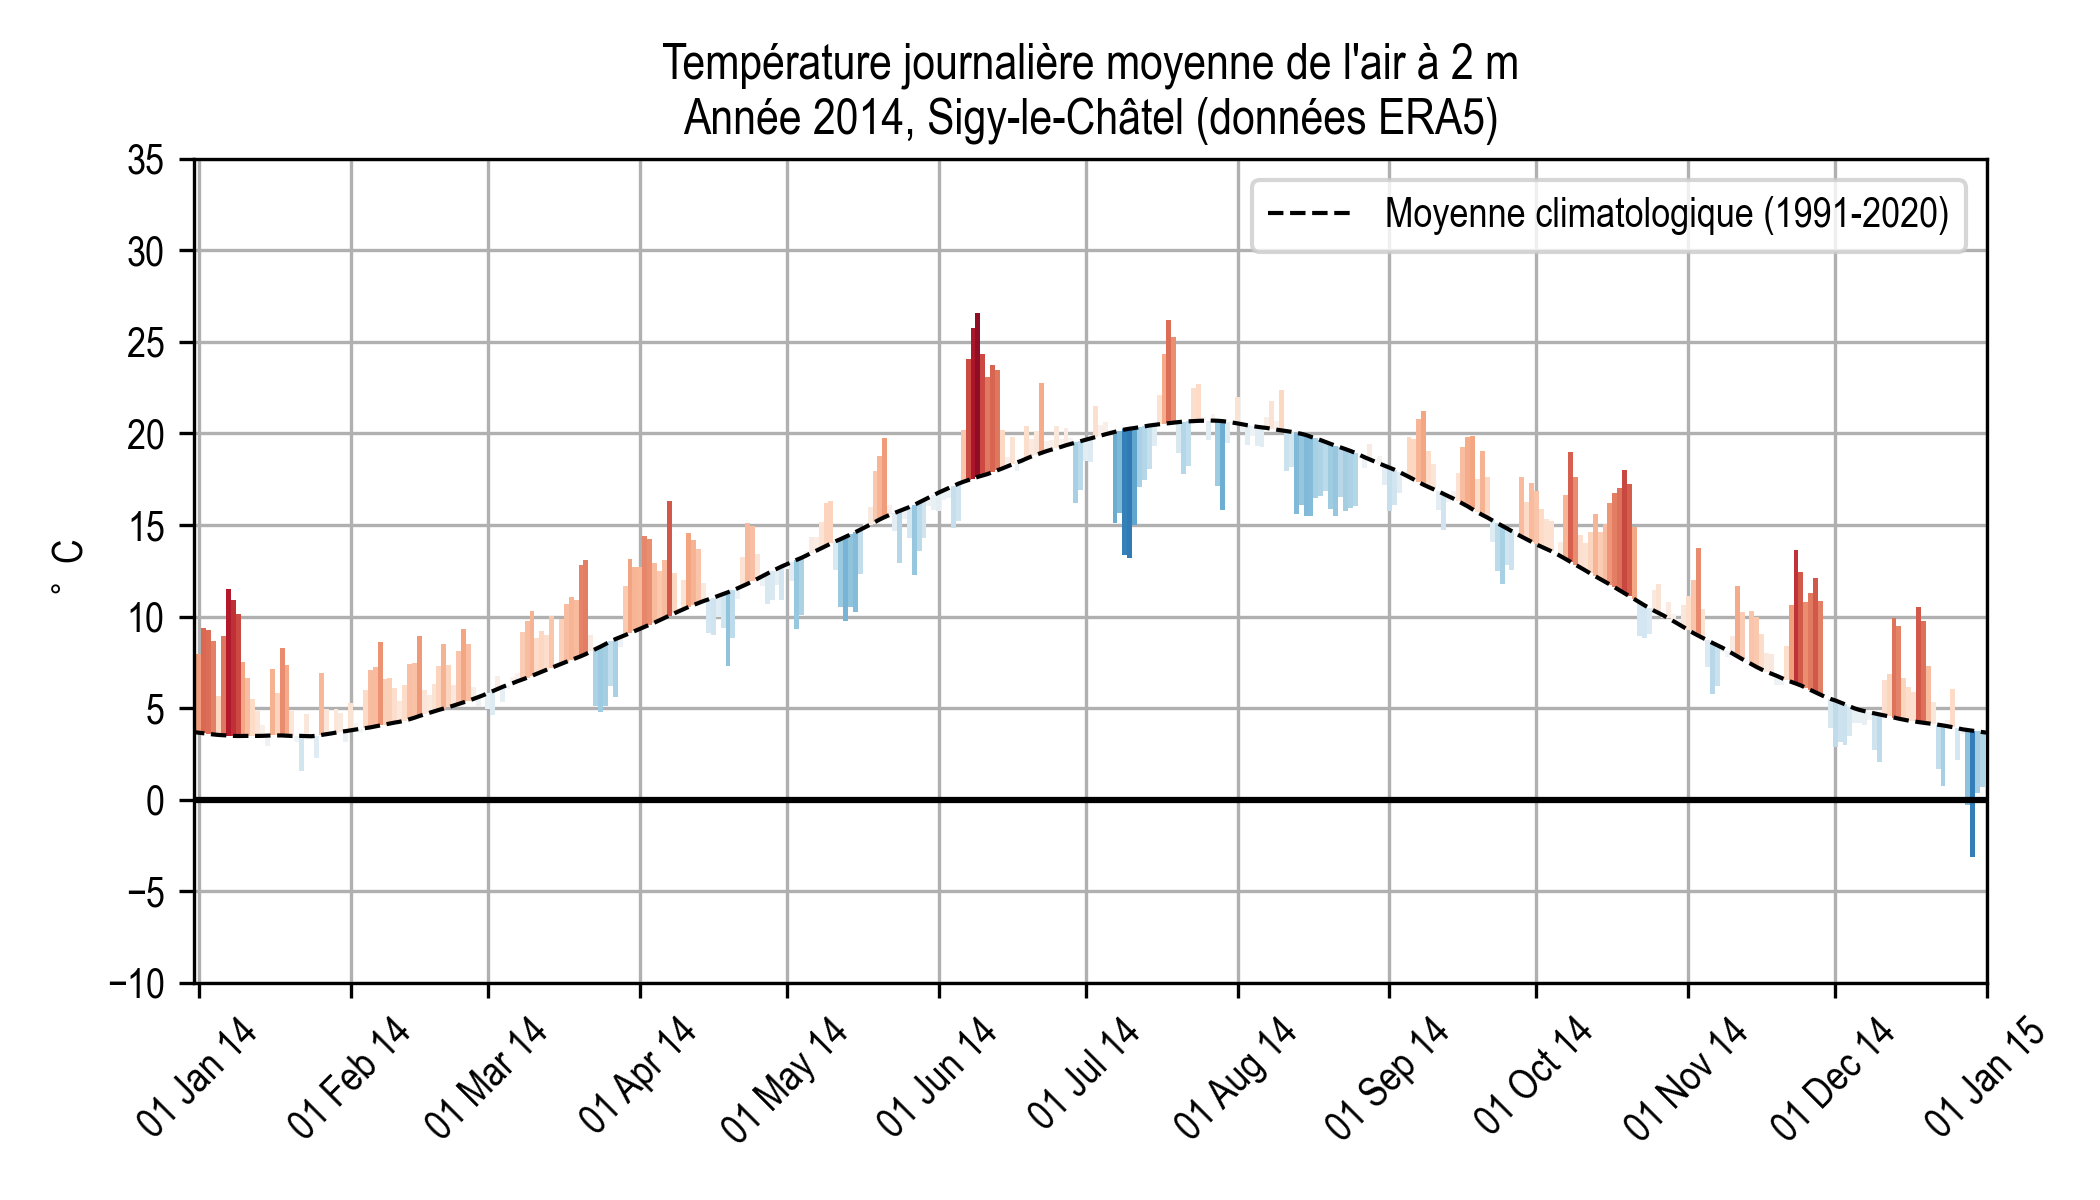 Température journalière moyenne de l'air à 2 m
Année 2014, Sigy-le-Châtel (données ERA5)
Moyenne climatologique (1991-2020)
° C
35
30
25
20
15
10
5
0
−5
−10
01 Jan 14
01 Feb 14
01 Mar 14
01 Apr 14
01 May 14
01 Jun 14
01 Jul 14
01 Aug 14
01 Sep 14
01 Oct 14
01 Nov 14
01 Dec 14
01 Jan 15